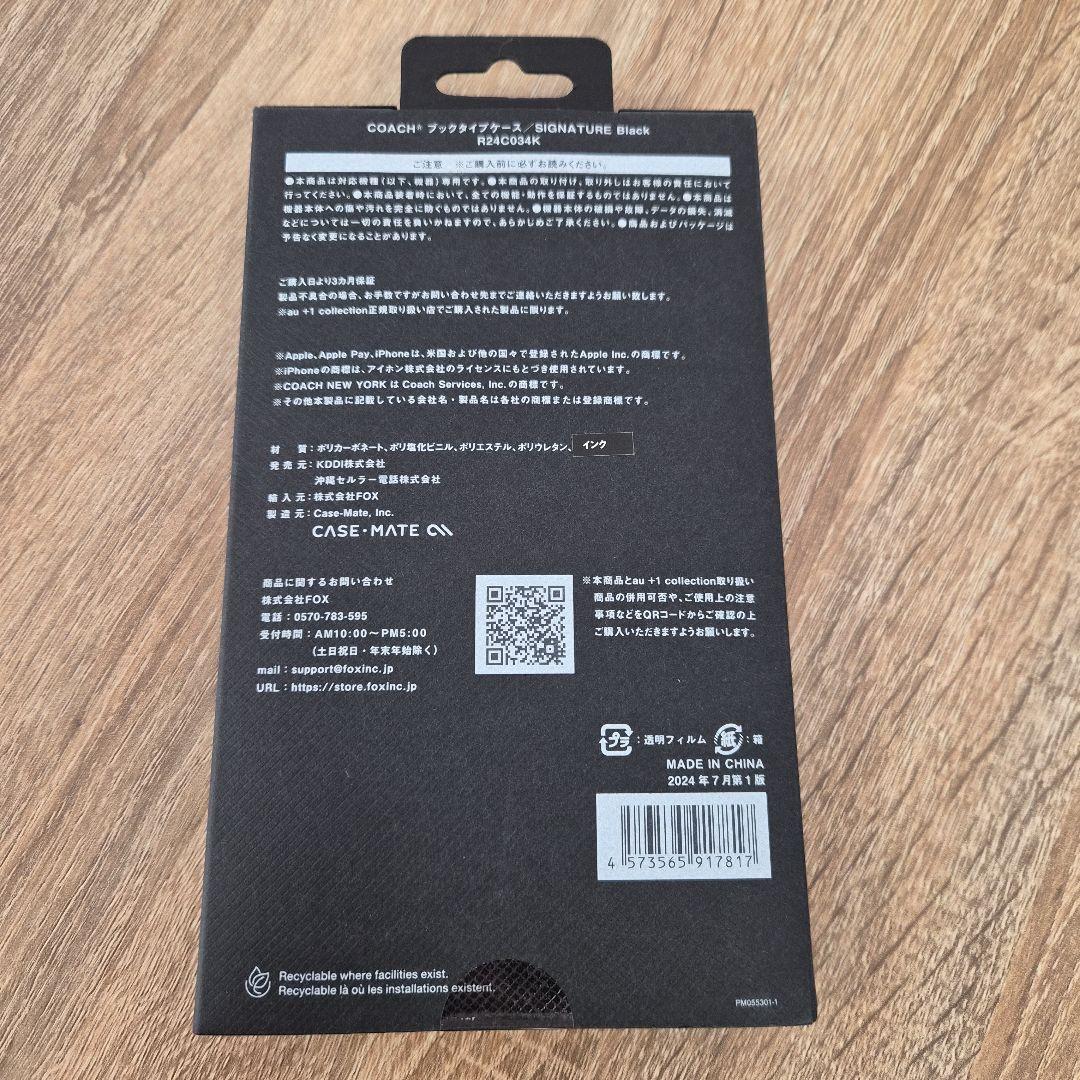 COACH® ブックタイプケース／SIGNATURE Black
R24C034K
ご注意　※ご購入前に必ずお読みください。
●本商品は対応機種(以下、機器)専用です。●本商品の取り付け、取り外しはお客様の責任において
行ってください。●本商品装着時において、全ての機能・動作を保証するものではありません。●本商品は
機器本体への傷や汚れを完全に防ぐものではありません。●機器本体の破損や故障、データの損失、消滅
などについては一切の責任を負いかねますので、あらかじめご了承ください。●商品およびパッケージは
予告なく変更になることがあります。
ご購入日より3カ月保証
製品不具合の場合、お手数ですがお問い合わせ先までご連絡いただきますようお願い致します。
※au +1 collection正規取り扱い店でご購入された製品に限ります。
※Apple、Apple Pay、iPhoneは、米国および他の国々で登録されたApple Inc.の商標です。
※iPhoneの商標は、アイホン株式会社のライセンスにもとづき使用されています。
※COACH NEW YORK は Coach Services, Inc. の商標です。
※その他本製品に記載している会社名・製品名は各社の商標または登録商標です。
材　質：ポリカーボネート、ポリ塩化ビニル、ポリエステル、ポリウレタン、インク
発 売 元：KDDI株式会社
沖縄セルラー電話株式会社
輸 入 元：株式会社FOX
製 造 元：Case-Mate, Inc.
CASE・MATE
商品に関するお問い合わせ
株式会社FOX
電話：0570-783-595
受付時間：AM10:00～PM5:00
(土日祝日・年末年始除く)
mail：support@foxinc.jp
URL：https://store.foxinc.jp
※本商品とau +1 collection取り扱い
商品の併用可否や、ご使用上の注意
事項などをQRコードからご確認の上
ご購入いただきますようお願いします。
プラ：透明フィルム 紙：箱
MADE IN CHINA
2024年7月第1版
4 573565 917817
Recyclable where facilities exist.
Recyclable là où les installations existent.
PM055301-1